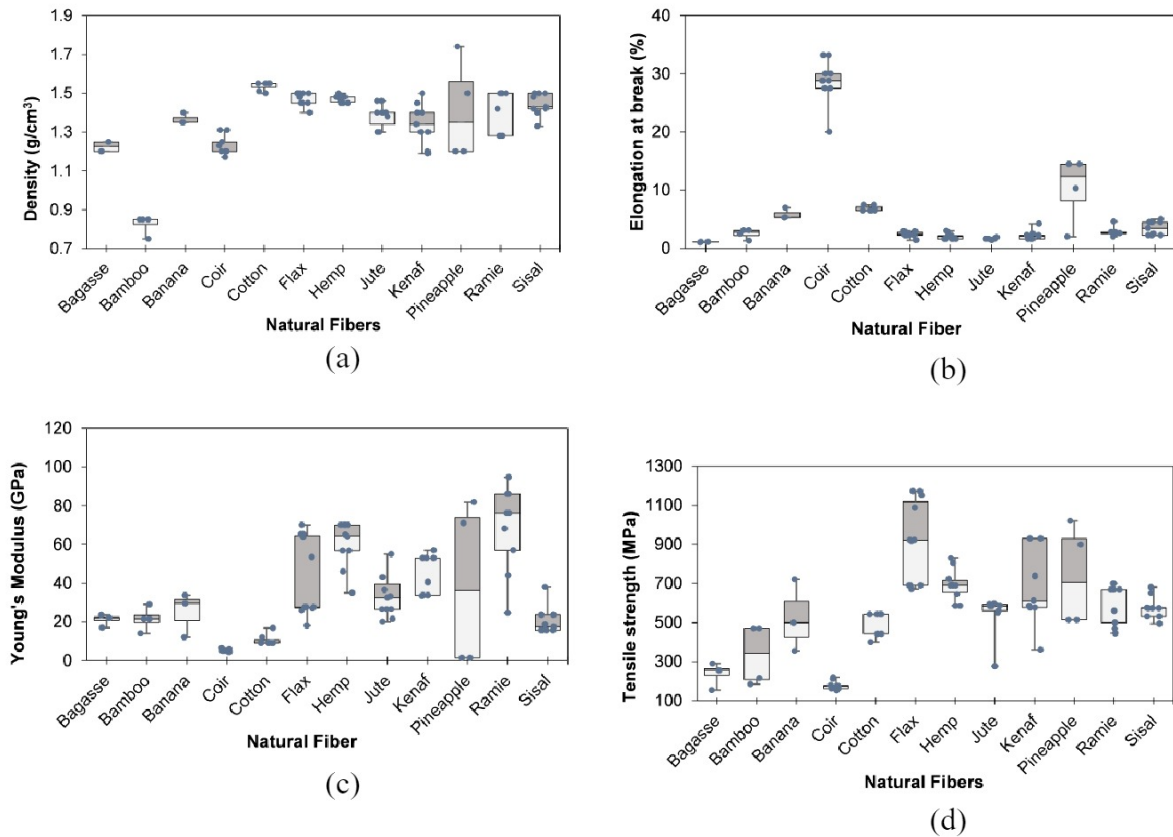 1.9
1.7
1.5
1.3
1.1
0.9
0.7
Density (g/cm³)
Bagasse
Bamboo
Banana
Coir
Cotton
Flax
Hemp
Jute
Kenaf
Pineapple
Ramie
Sisal
Natural Fibers
(a)
40
30
20
10
0
Elongation at break (%)
Bagasse
Bamboo
Banana
Coir
Cotton
Flax
Hemp
Jute
Kenaf
Pineapple
Ramie
Sisal
Natural Fiber
(b)
120
100
80
60
40
20
0
Young's Modulus (GPa)
Bagasse
Bamboo
Banana
Coir
Cotton
Flax
Hemp
Jute
Kenaf
Pineapple
Ramie
Sisal
Natural Fiber
(c)
1300
1100
900
700
500
300
100
Tensile strength (MPa)
Bagasse
Bamboo
Banana
Coir
Cotton
Flax
Hemp
Jute
Kenaf
Pineapple
Ramie
Sisal
Natural Fibers
(d)